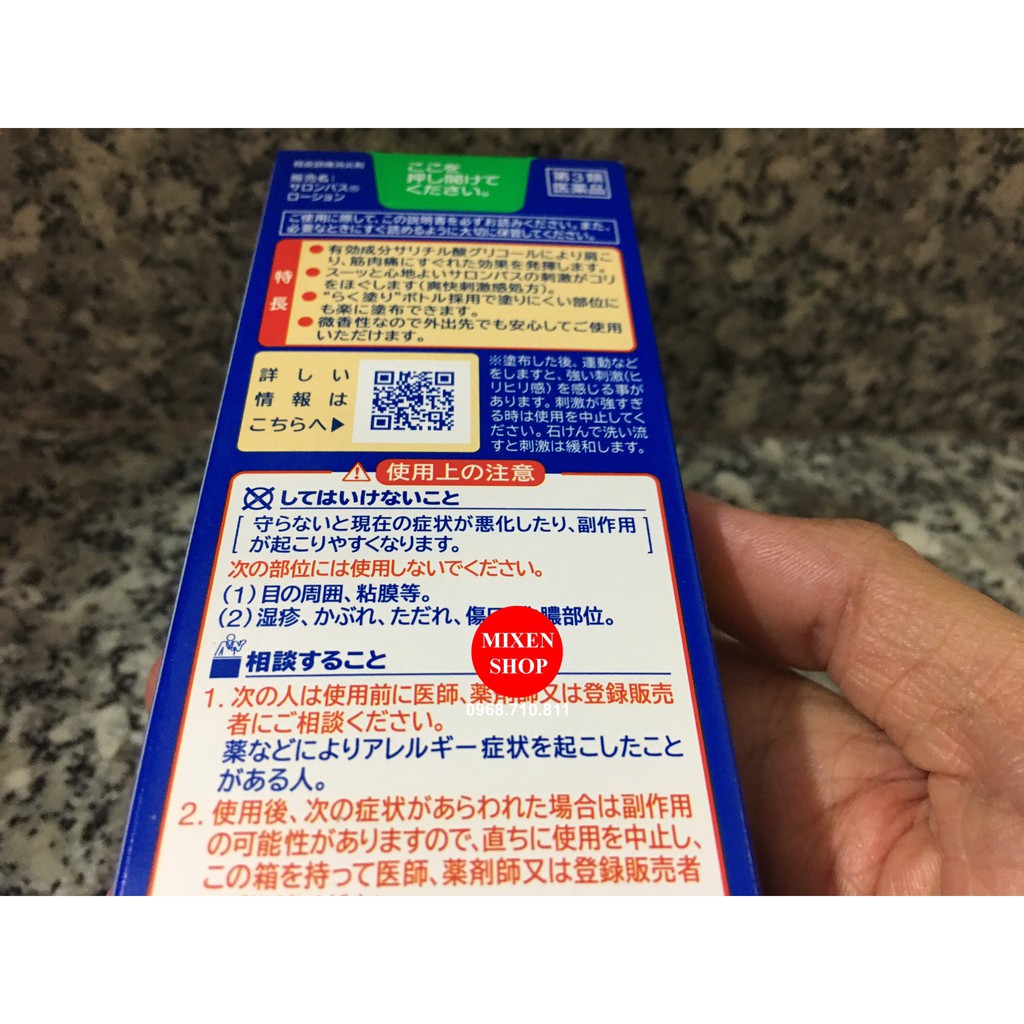 経皮鎮痛消炎剤
販売名:
サロンパス®
ローション
ここを
押し開けて
ください。
第3類
医薬品
ご使用に際して、この説明書を必ずお読みください。また、
必要なときにすぐ読めるように大切に保管してください。
特長
●有効成分サリチル酸グリコールにより肩こ
り、筋肉痛にすぐれた効果を発揮します。
●スーッと心地よいサロンパスの刺激がコリ
をほぐします(爽快刺激感処方)。
●"らく塗り"ボトル採用で塗りにくい部位に
も楽に塗布できます。
●微香性なので外出先でも安心してご使用
いただけます。
詳しい
情報は
こちらへ▶
※塗布した後、運動など
をしますと、強い刺激(ヒ
リヒリ感)を感じる事が
あります。刺激が強すぎ
る時は使用を中止してく
ださい。石けんで洗い流
すと刺激は緩和します。
使用上の注意
してはいけないこと
[守らないと現在の症状が悪化したり、副作用
が起こりやすくなります。]
次の部位には使用しないでください。
(1)目の周囲、粘膜等。
(2)湿疹、かぶれ、ただれ、傷 膿部位。
MIXEN
SHOP
0968.710.811
相談すること
1. 次の人は使用前に医師、薬剤師又は登録販売
者にご相談ください。
薬などによりアレルギー症状を起こしたこと
がある人。
2. 使用後、次の症状があらわれた場合は副作用
の可能性がありますので、直ちに使用を中止し、
この箱を持って医師、薬剤師又は登録販売者